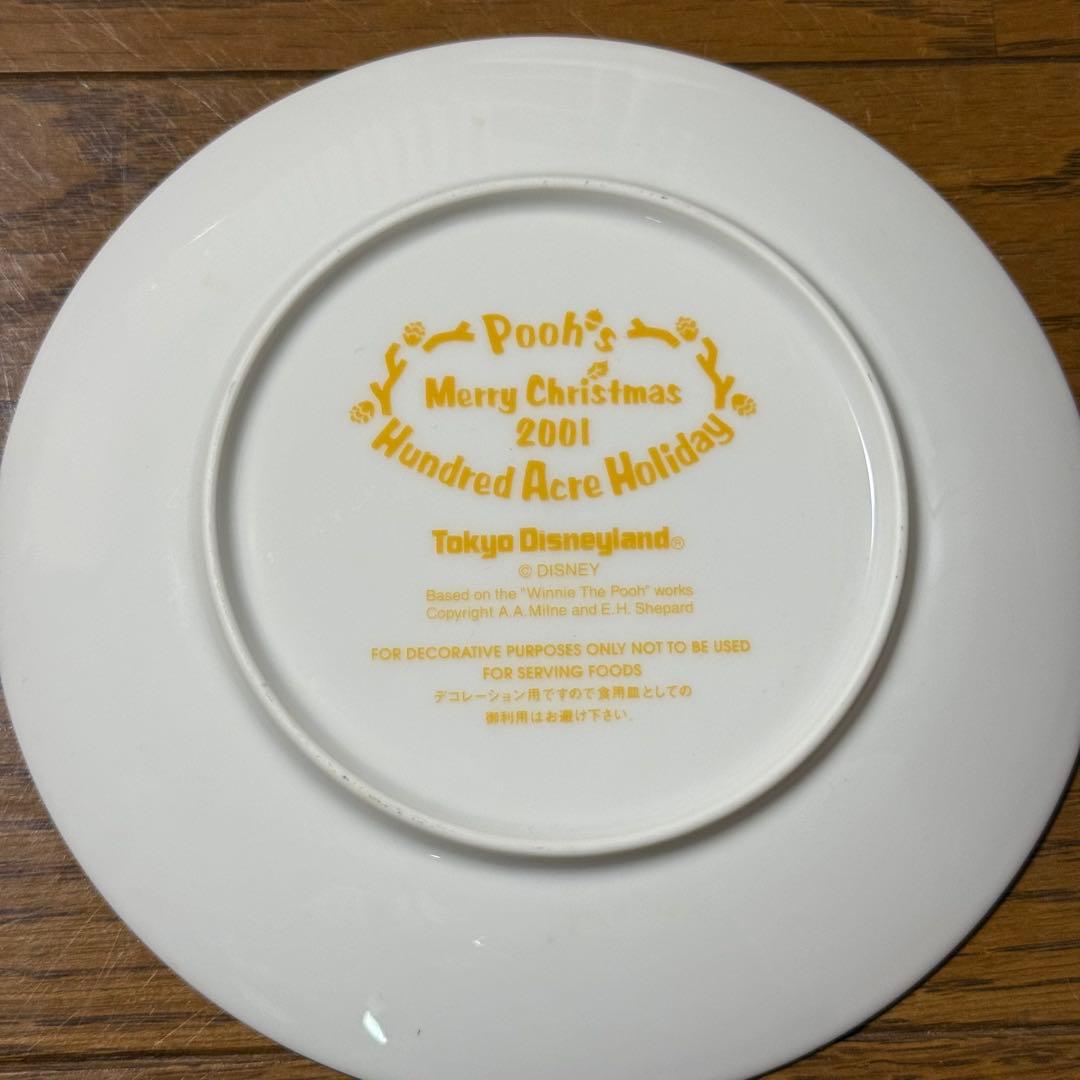 Pooh's
Merry Christmas
2001
Hundred Acre Holiday
Tokyo Disneyland®
© DISNEY
Based on the "Winnie The Pooh" works
Copyright A.A.Milne and E.H. Shepard
FOR DECORATIVE PURPOSES ONLY NOT TO BE USED
FOR SERVING FOODS
デコレーション用ですので食用皿としての
御利用はお避け下さい。